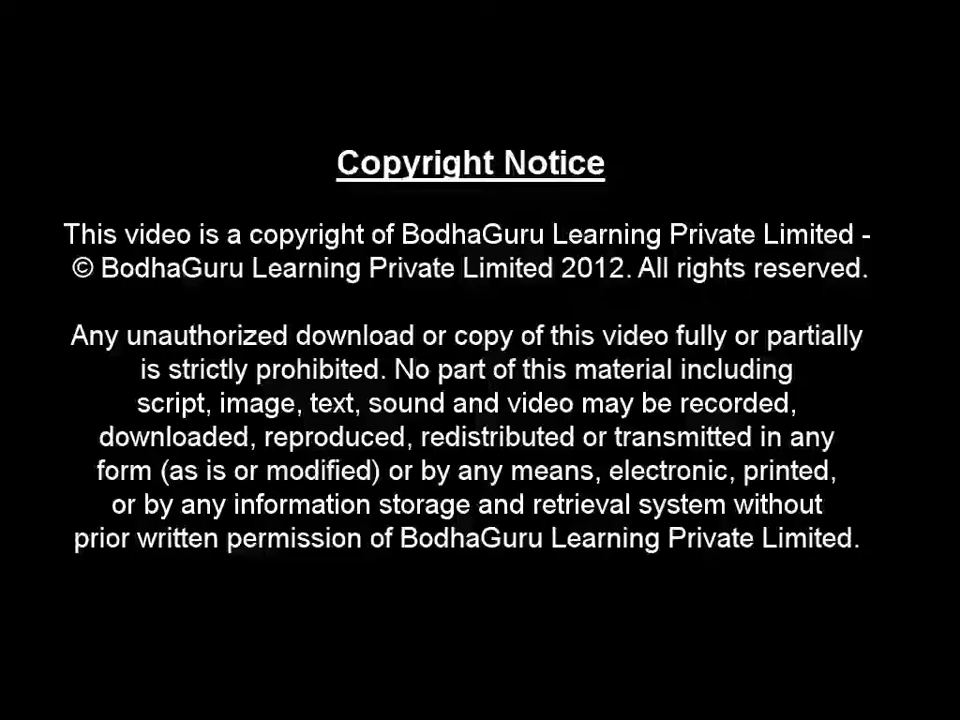 Copyright Notice
This video is a copyright of BodhaGuru Learning Private Limited -
© BodhaGuru Learning Private Limited 2012. All rights reserved.
Any unauthorized download or copy of this video fully or partially
is strictly prohibited. No part of this material including
script, image, text, sound and video may be recorded,
downloaded, reproduced, redistributed or transmitted in any
form (as is or modified) or by any means, electronic, printed,
or by any information storage and retrieval system without
prior written permission of BodhaGuru Learning Private Limited.